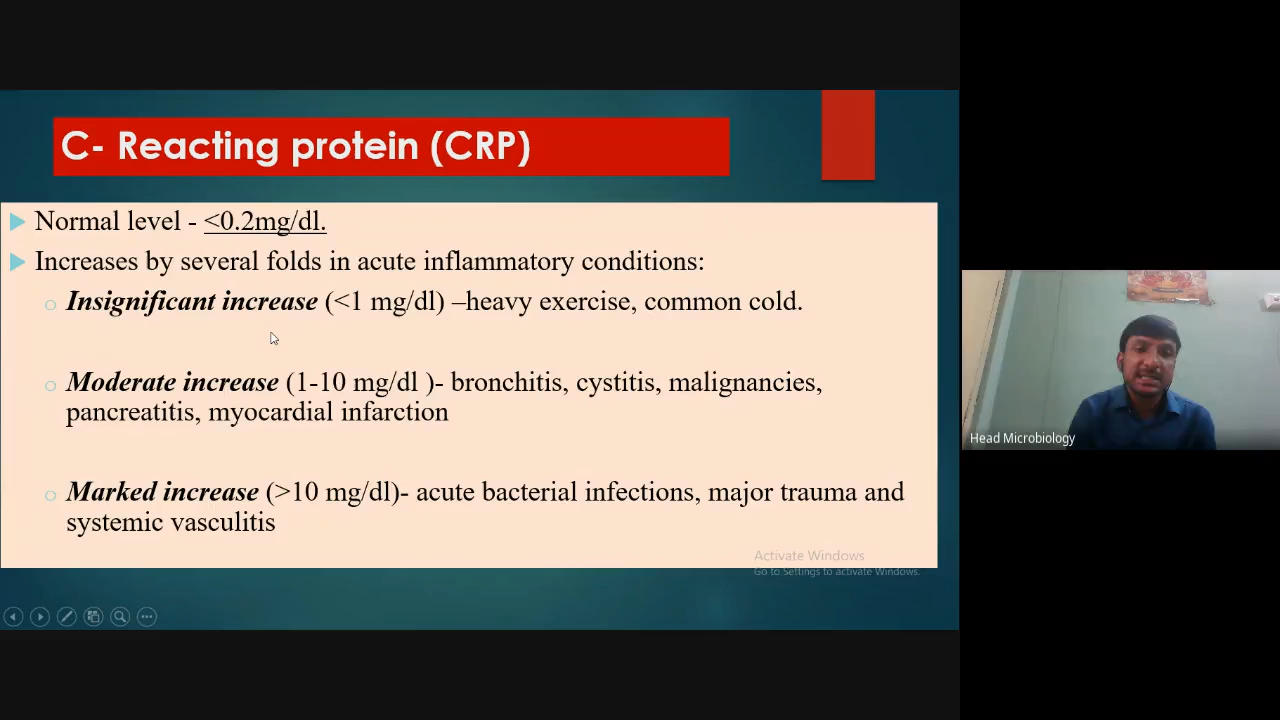 C- Reacting protein (CRP)
Normal level - <0.2mg/dl.
Increases by several folds in acute inflammatory conditions:
Insignificant increase (<1 mg/dl) –heavy exercise, common cold.
Moderate increase (1-10 mg/dl )- bronchitis, cystitis, malignancies,
pancreatitis, myocardial infarction
Marked increase (>10 mg/dl)- acute bacterial infections, major trauma and
systemic vasculitis
Activate Windows
Go to Settings to activate Windows.
Head Microbiology